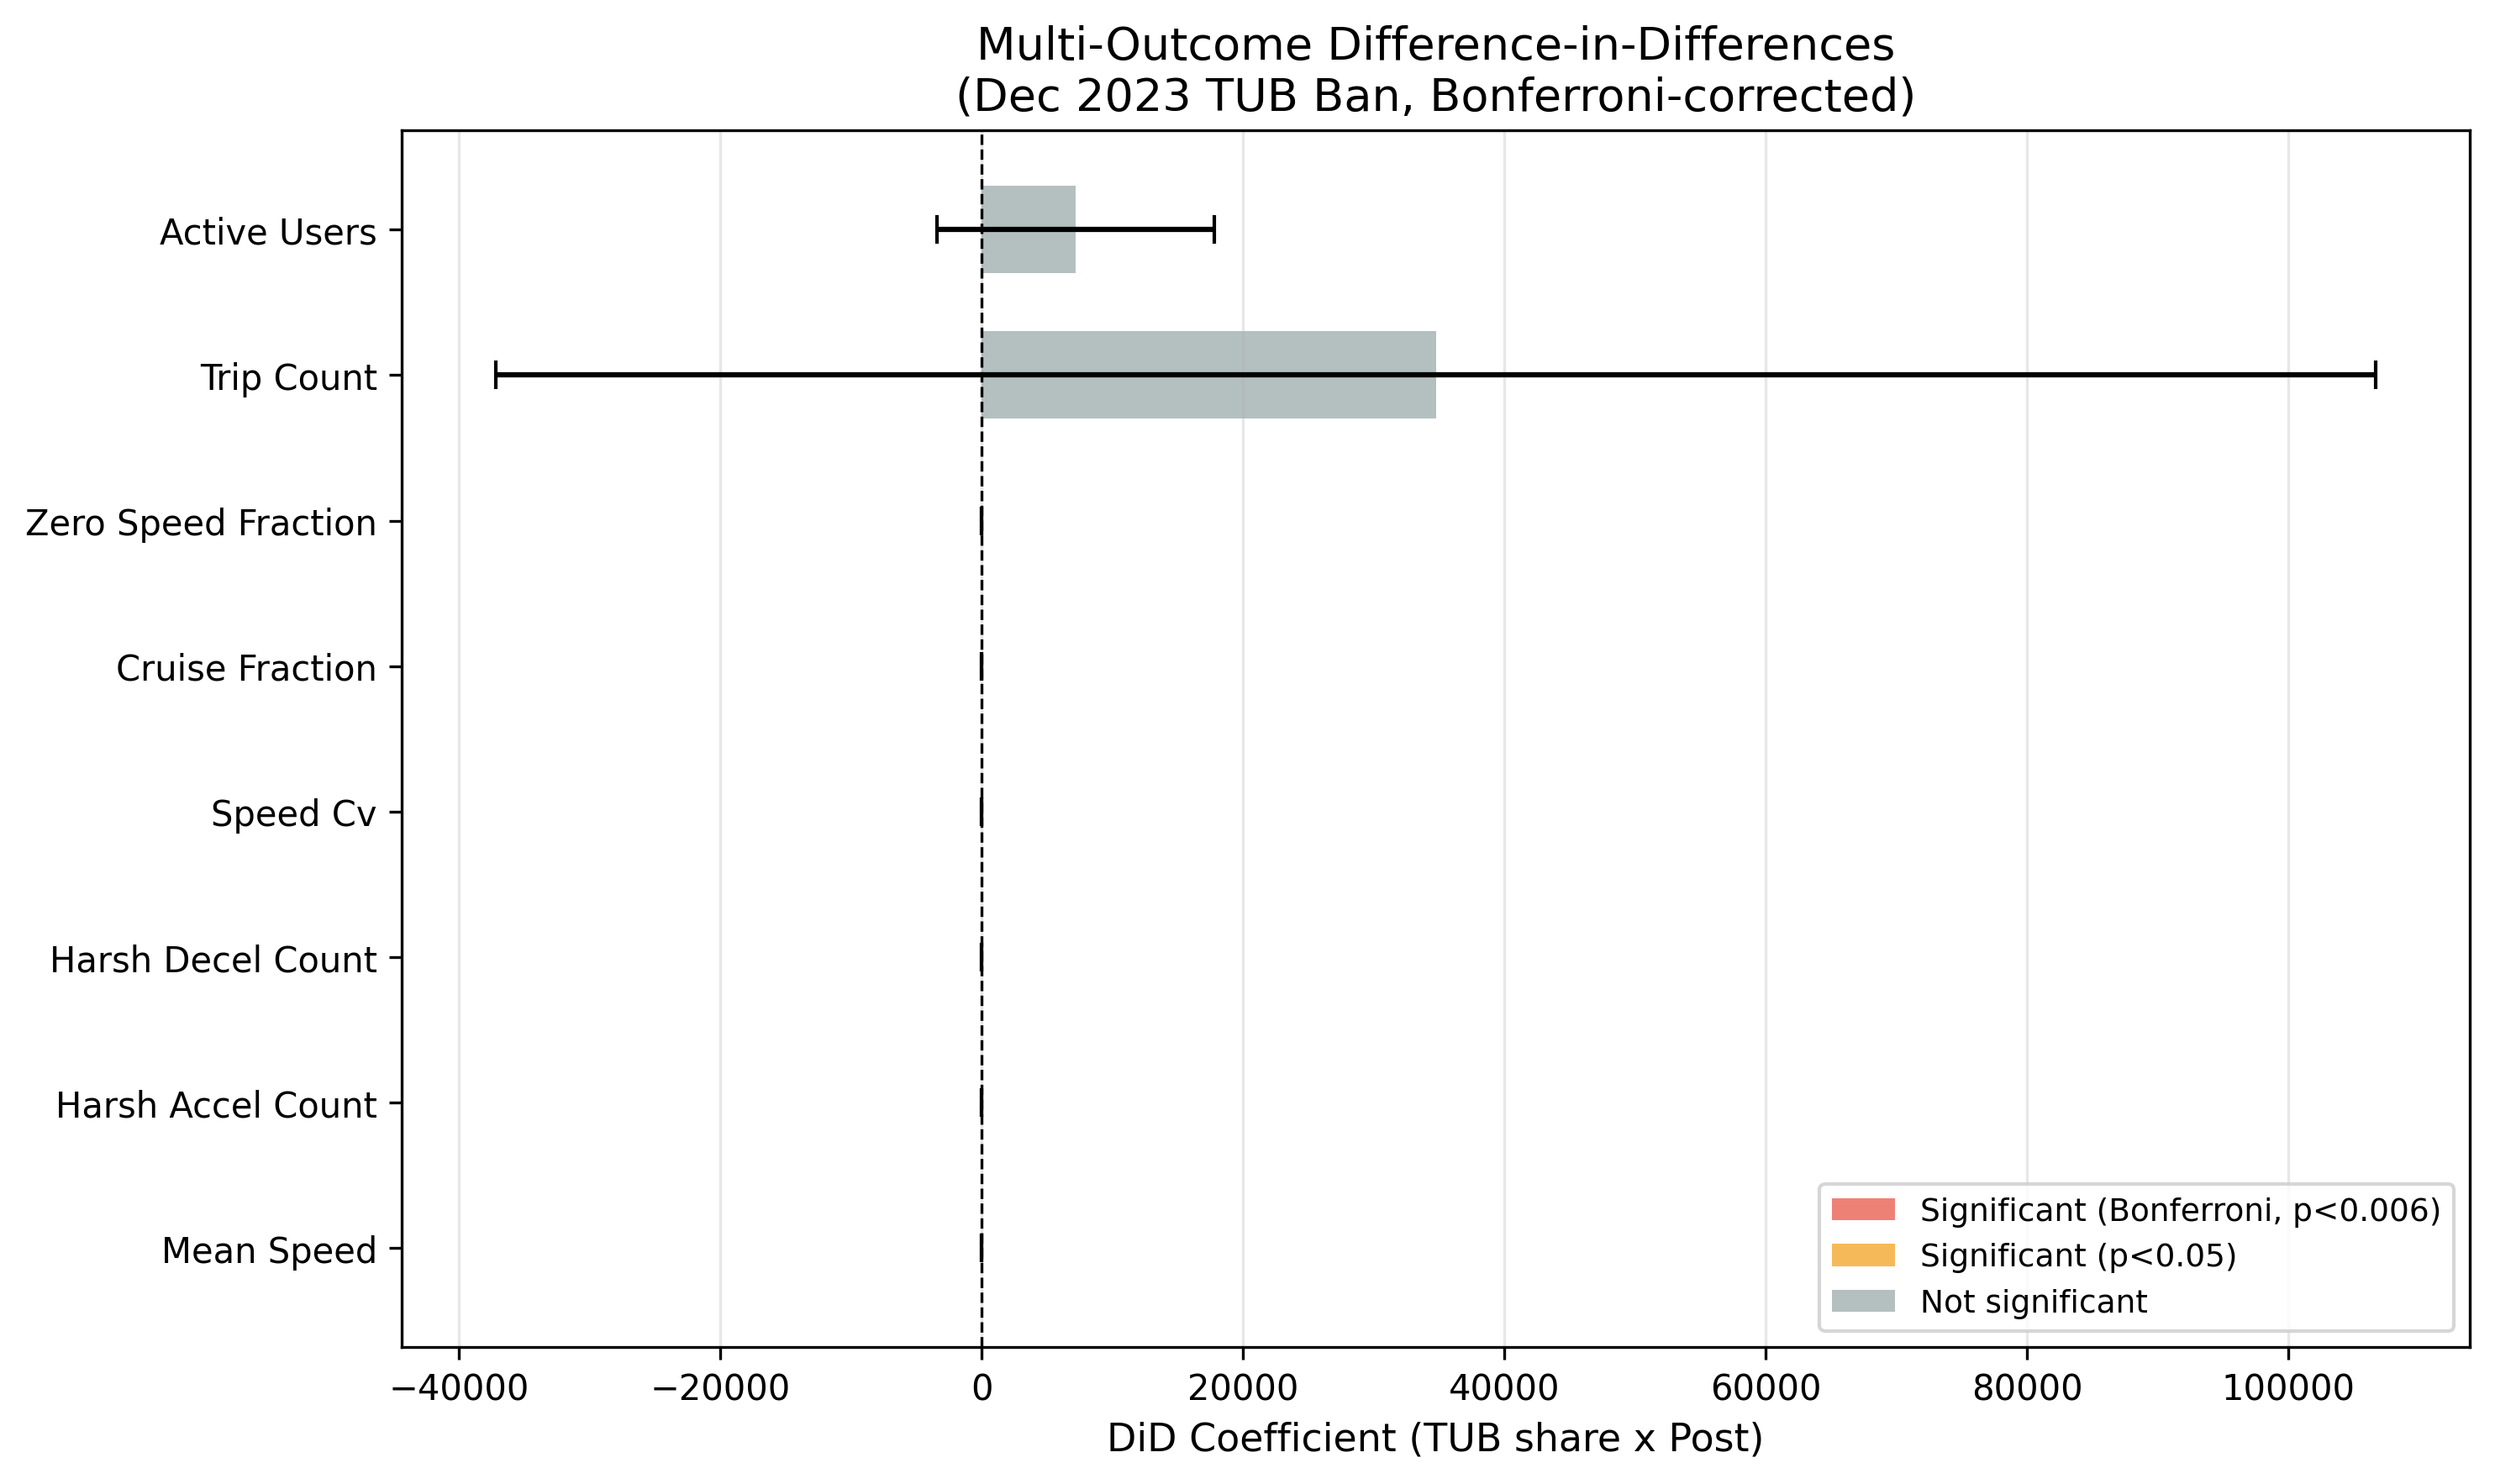 Multi-Outcome Difference-in-Differences
(Dec 2023 TUB Ban, Bonferroni-corrected)
Active Users
Trip Count
Zero Speed Fraction
Cruise Fraction
Speed Cv
Harsh Decel Count
Harsh Accel Count
Mean Speed
Significant (Bonferroni, p<0.006)
Significant (p<0.05)
Not significant
−40000 −20000 0 20000 40000 60000 80000 100000
DiD Coefficient (TUB share x Post)